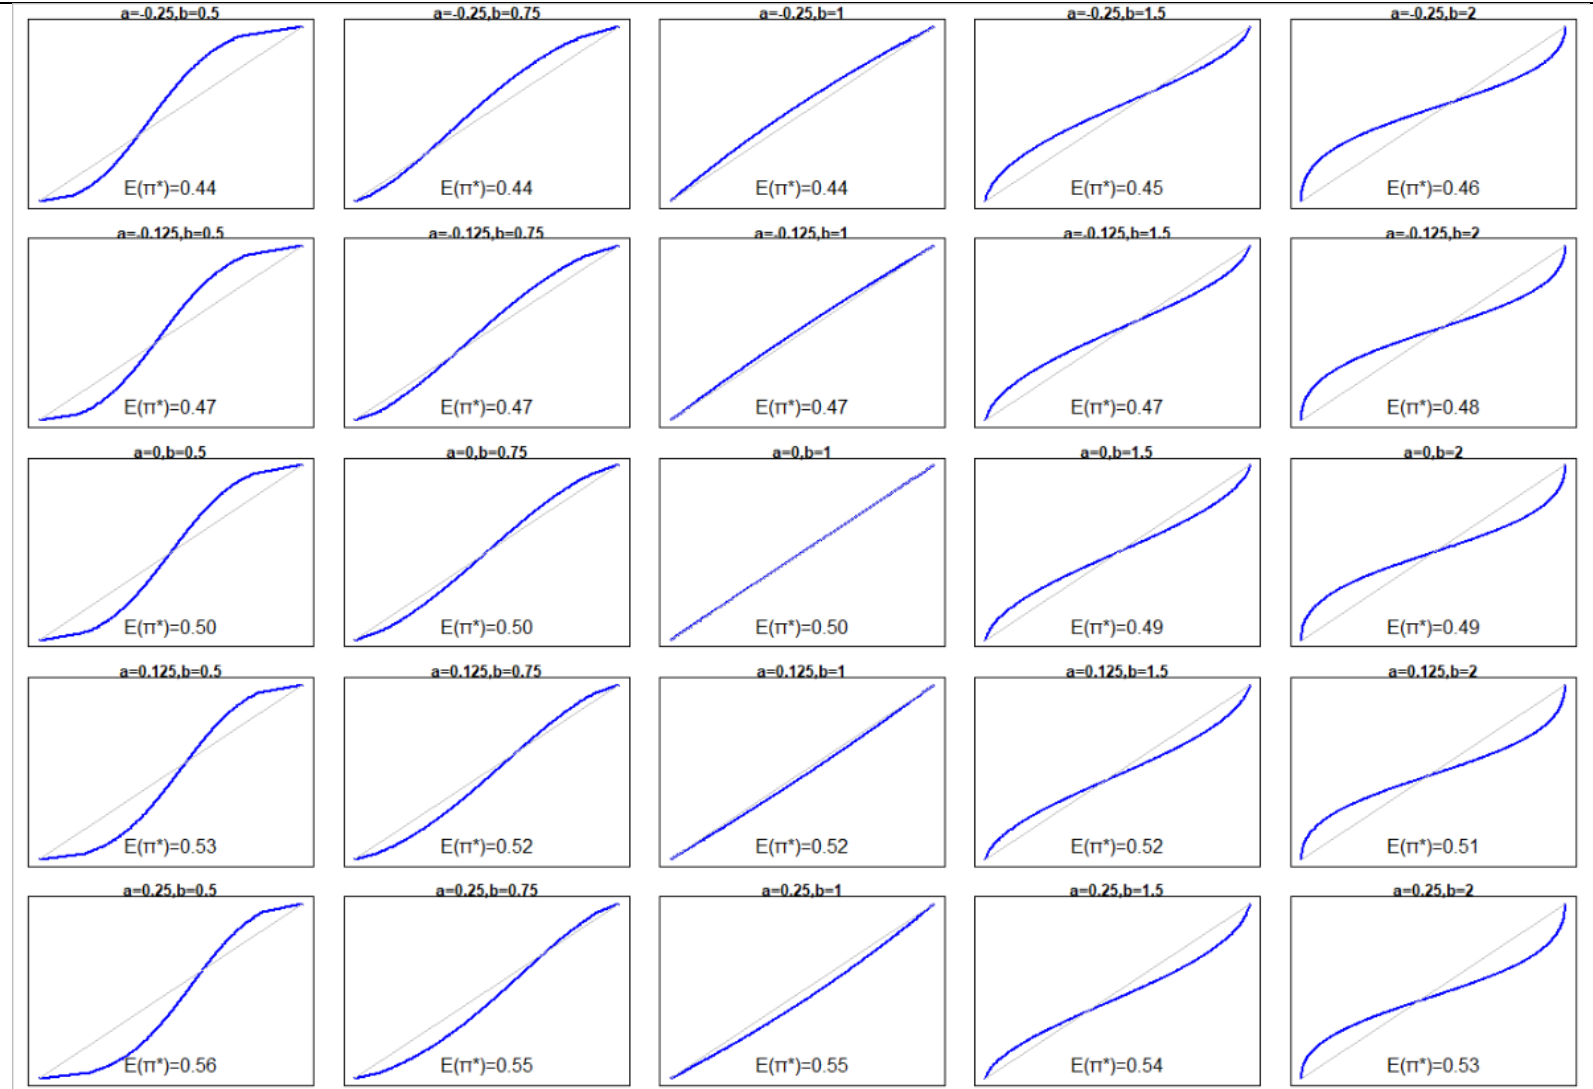 a=-0.25,b=0.5
a=-0.25,b=0.75
a=-0.25,b=1
a=-0.25,b=1.5
a=-0.25,b=2
E(π*)=0.44
E(π*)=0.44
E(π*)=0.44
E(π*)=0.45
E(π*)=0.46
a=-0.125,b=0.5
a=-0.125,b=0.75
a=-0.125,b=1
a=-0.125,b=1.5
a=-0.125,b=2
E(π*)=0.47
E(π*)=0.47
E(π*)=0.47
E(π*)=0.47
E(π*)=0.48
a=0,b=0.5
a=0,b=0.75
a=0,b=1
a=0,b=1.5
a=0,b=2
E(π*)=0.50
E(π*)=0.50
E(π*)=0.50
E(π*)=0.49
E(π*)=0.49
a=0.125,b=0.5
a=0.125,b=0.75
a=0.125,b=1
a=0.125,b=1.5
a=0.125,b=2
E(π*)=0.53
E(π*)=0.52
E(π*)=0.52
E(π*)=0.52
E(π*)=0.51
a=0.25,b=0.5
a=0.25,b=0.75
a=0.25,b=1
a=0.25,b=1.5
a=0.25,b=2
E(π*)=0.56
E(π*)=0.55
E(π*)=0.55
E(π*)=0.54
E(π*)=0.53